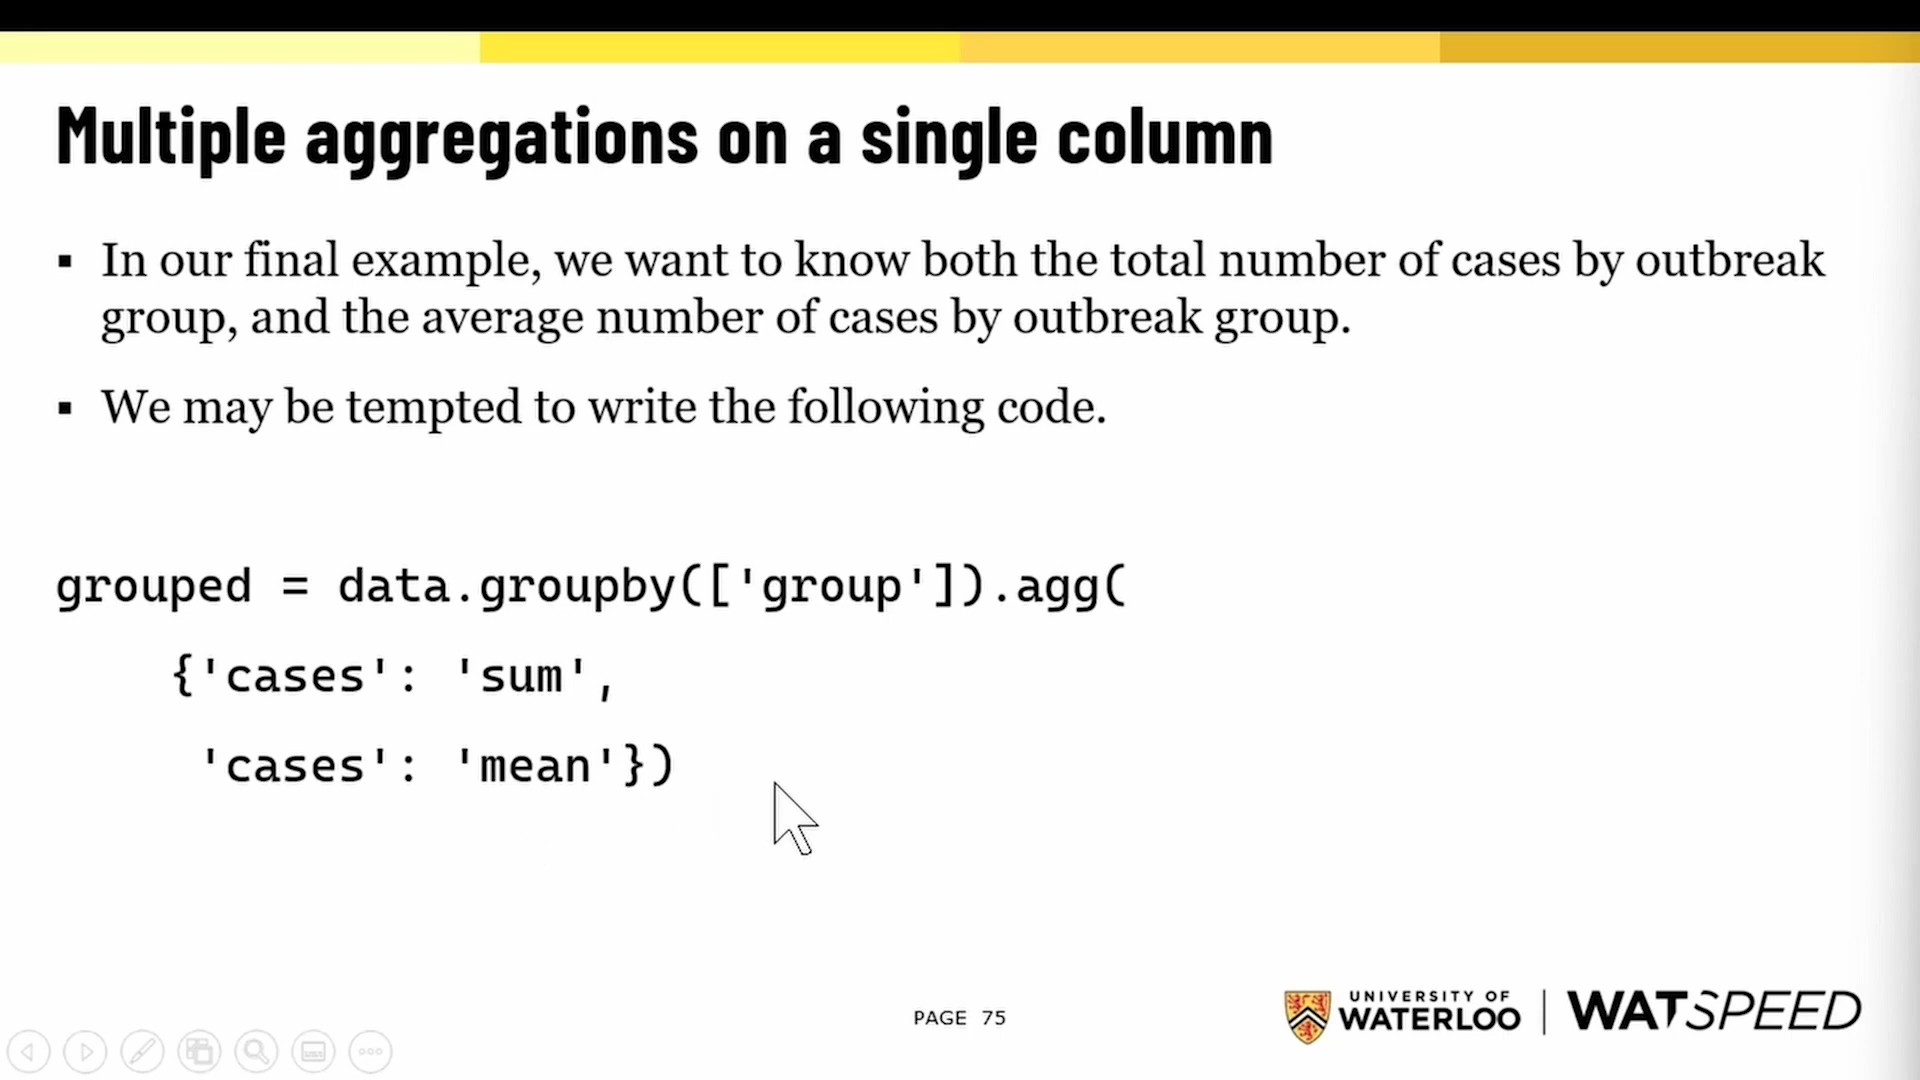 Multiple aggregations on a single column
▪ In our final example, we want to know both the total number of cases by outbreak
group, and the average number of cases by outbreak group.
▪ We may be tempted to write the following code.
grouped = data.groupby(['group']).agg(
{'cases': 'sum',
'cases': 'mean'})
PAGE 75
UNIVERSITY OF
WATERLOO
WATSPEED